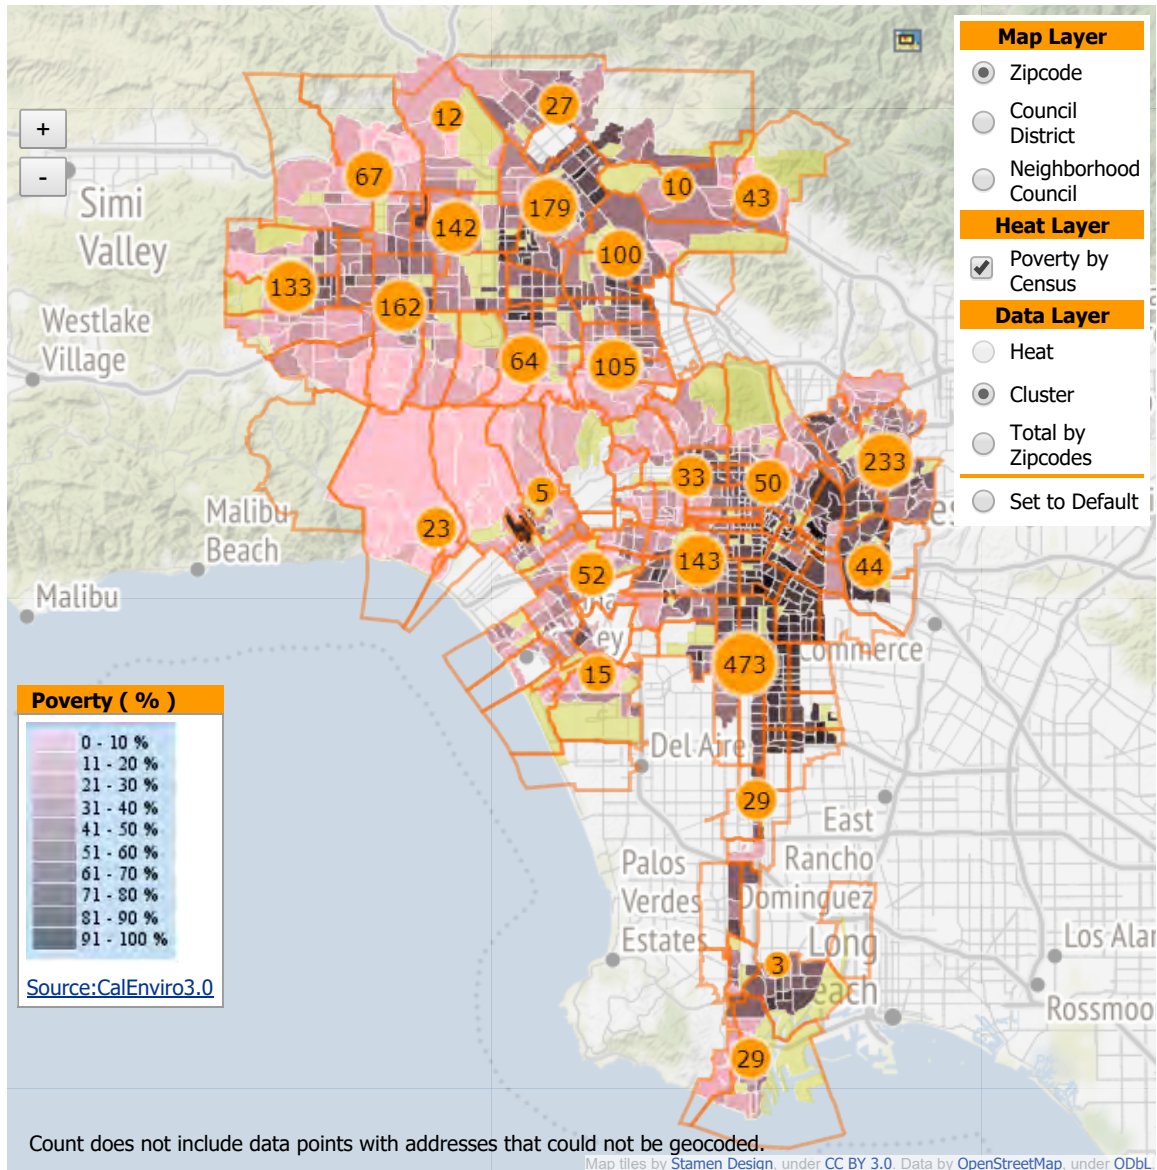 Map Layer
Zipcode
Council
District
Neighborhood
Council
Heat Layer
Poverty by
Census
Data Layer
Heat
Cluster
Total by
Zipcodes
Set to Default
+
-
27
12
67
10
43
179
142
100
133
162
64
105
233
33
50
5
23
143
44
52
473
15
29
3
29
Simi
Valley
Westlake
Village
Malibu
Beach
Malibu
ey
Commerce
Del Aire
East
Rancho
Dominguez
Palos
Verdes
Estates
Long
each
Los Alar
Rossmoo
Poverty ( % )
0 - 10 %
11 - 20 %
21 - 30 %
31 - 40 %
41 - 50 %
51 - 60 %
61 - 70 %
71 - 80 %
81 - 90 %
91 - 100 %
Source:CalEnviro3.0
Count does not include data points with addresses that could not be geocoded.
Map tiles by Stamen Design, under CC BY 3.0. Data by OpenStreetMap, under ODbL